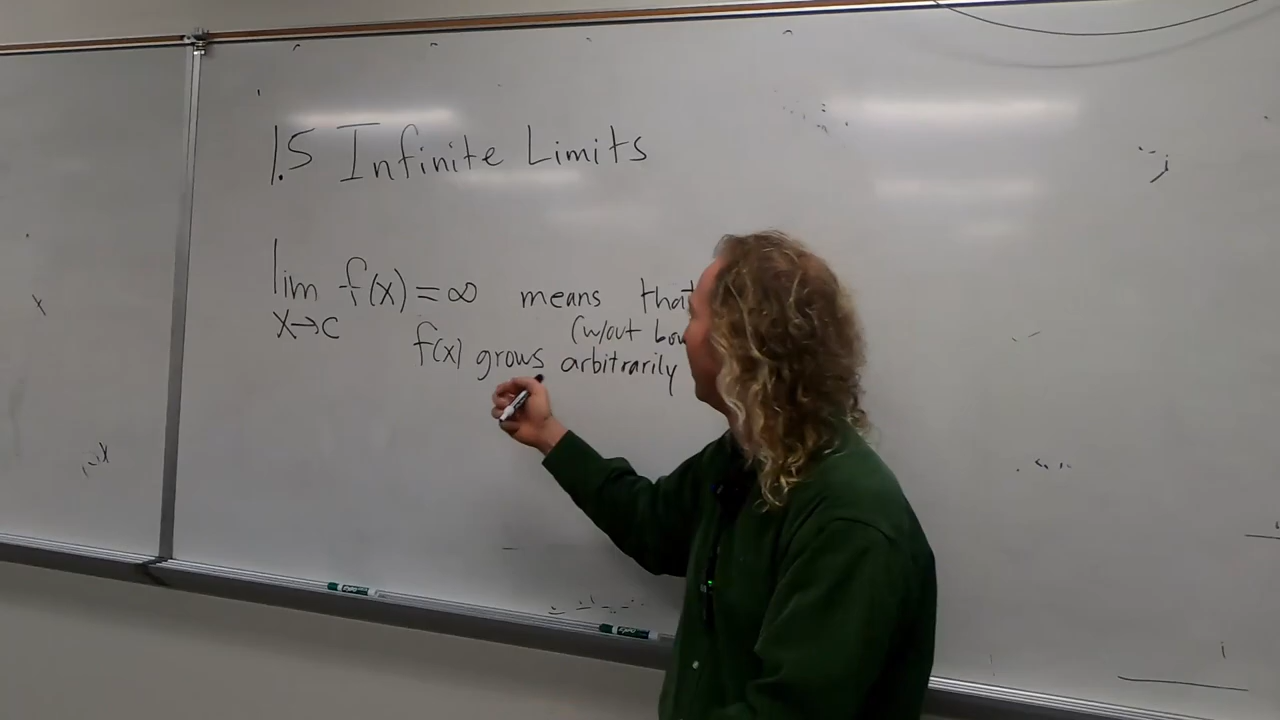 1.5 Infinite Limits
lim f(x) = ∞ means that
x→c
(w/out
f(x) grows arbitrarily